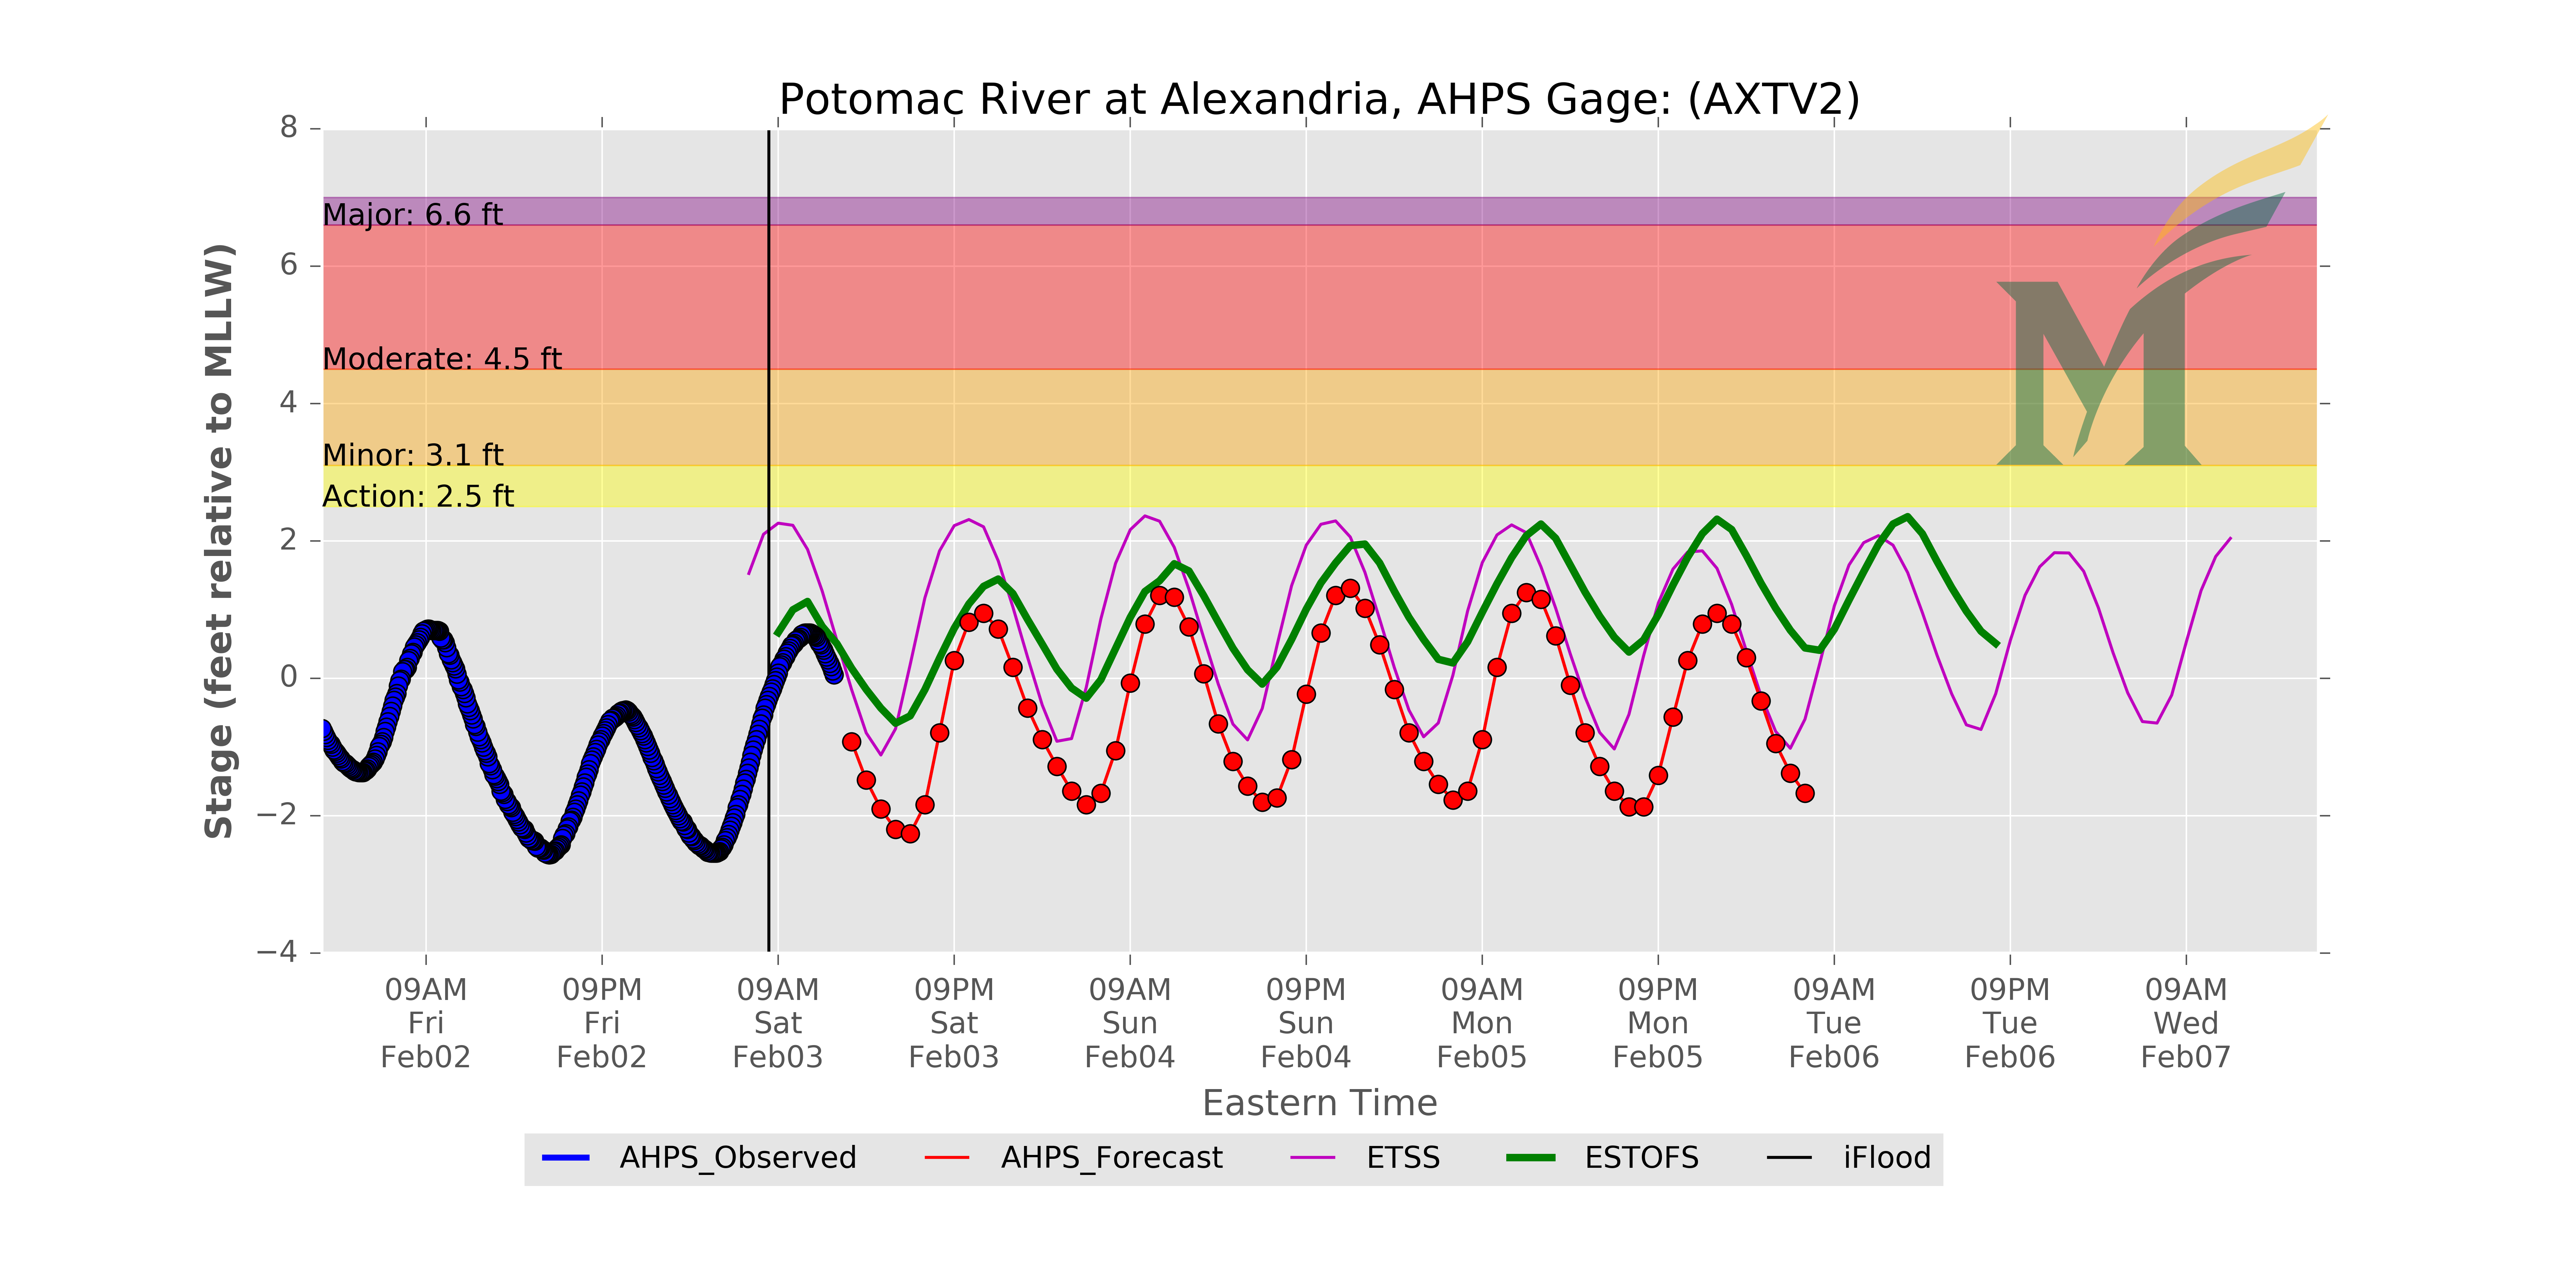 Potomac River at Alexandria, AHPS Gage: (AXTV2)
8
6
4
2
0
−2
−4
Stage (feet relative to MLLW)
Major: 6.6 ft
Moderate: 4.5 ft
Minor: 3.1 ft
Action: 2.5 ft
M
09AM 09PM 09AM 09PM 09AM 09PM 09AM 09PM 09AM 09PM 09AM
Fri Fri Sat Sat Sun Sun Mon Mon Tue Tue Wed
Feb02 Feb02 Feb03 Feb03 Feb04 Feb04 Feb05 Feb05 Feb06 Feb06 Feb07
Eastern Time
AHPS_Observed AHPS_Forecast ETSS ESTOFS iFlood